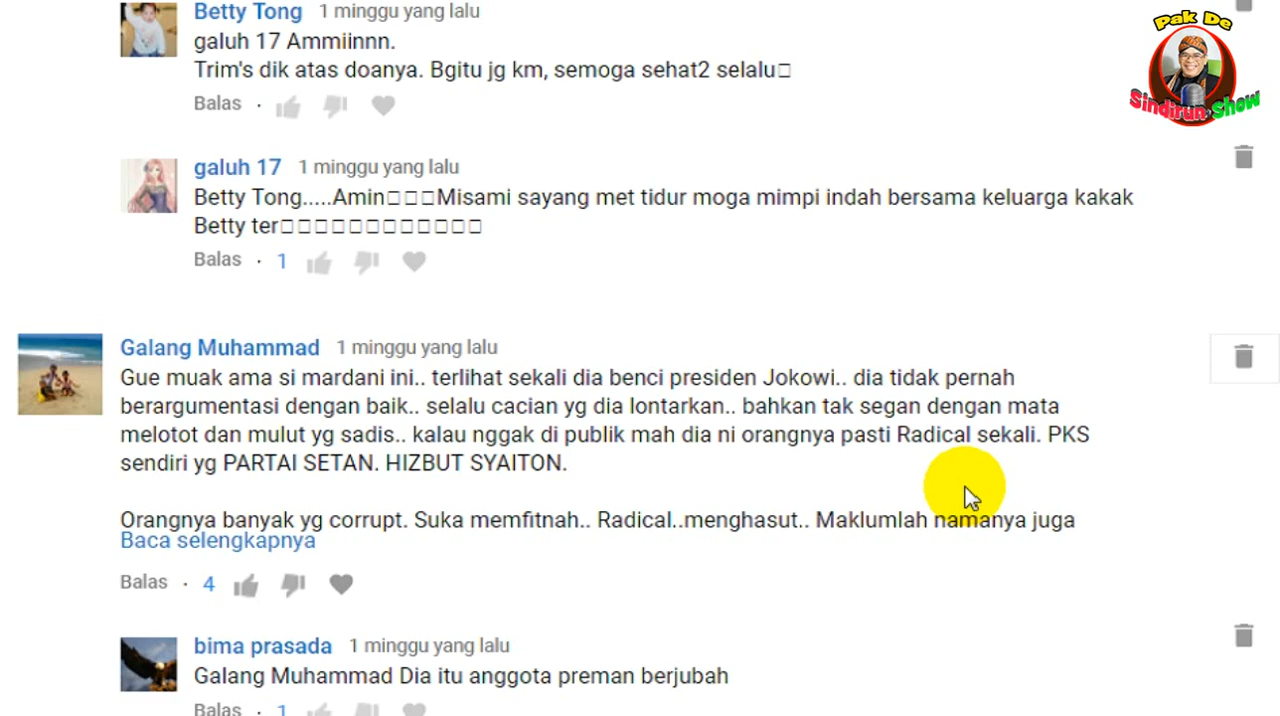 Betty Tong 1 minggu yang lalu
galuh 17 Ammiinnn.
Trim's dik atas doanya. Bgitu jg km, semoga sehat2 selalu
Balas ·
galuh 17 1 minggu yang lalu
Betty Tong.....Amin□□□Misami sayang met tidur moga mimpi indah bersama keluarga kakak
Betty ter□□□□□□□□□□□□
Balas · 1
Galang Muhammad 1 minggu yang lalu
Gue muak ama si mardani ini.. terlihat sekali dia benci presiden Jokowi.. dia tidak pernah
berargumentasi dengan baik.. selalu cacian yg dia lontarkan.. bahkan tak segan dengan mata
melotot dan mulut yg sadis.. kalau nggak di publik mah dia ni orangnya pasti Radical sekali. PKS
sendiri yg PARTAI SETAN. HIZBUT SYAITON.
Orangnya banyak yg corrupt. Suka memfitnah.. Radical..menghasut.. Maklumlah namanya juga
Baca selengkapnya
Balas · 4
bima prasada 1 minggu yang lalu
Galang Muhammad Dia itu anggota preman berjubah
Balas · 1
Pak De
Sindirun Show